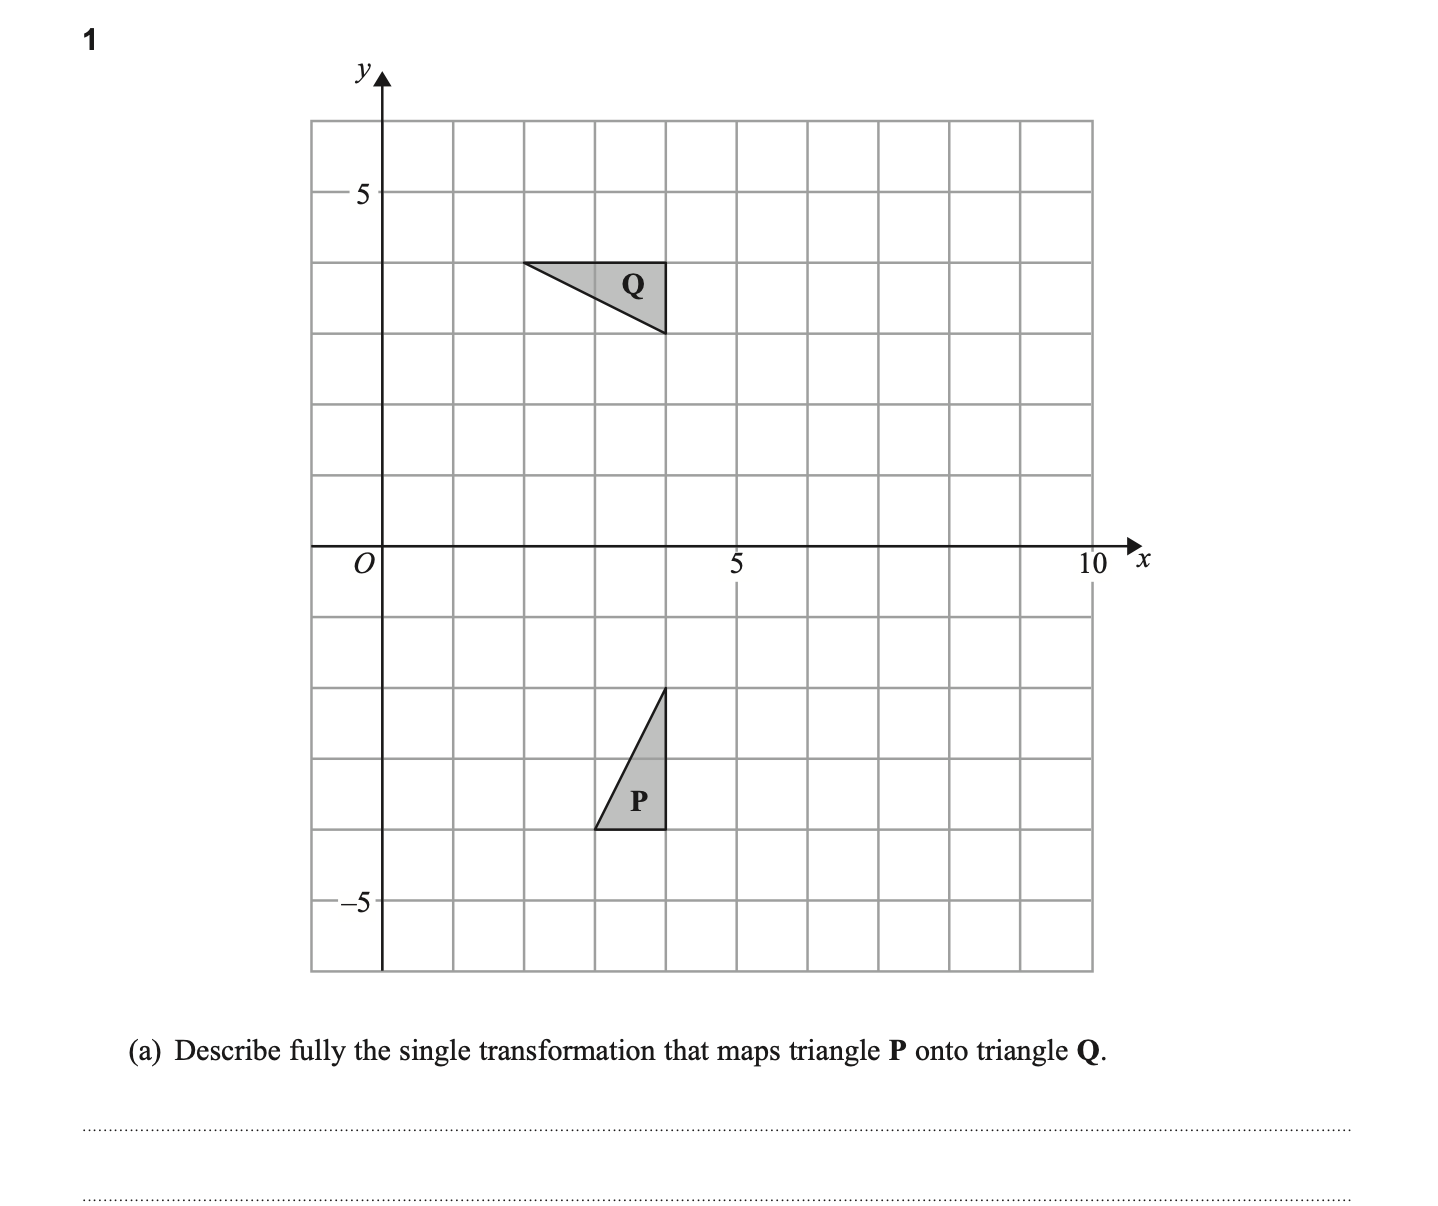 1
y
5
Q
O
5
10
x
P
–5
(a) Describe fully the single transformation that maps triangle P onto triangle Q.